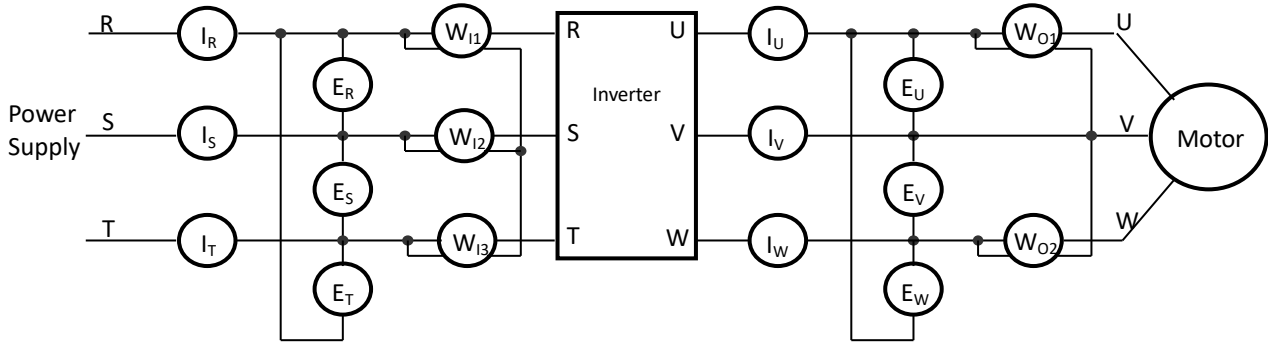 R I_R W_I1 R U I_U W_O1 U
E_R Inverter E_U
Power Supply
S I_S W_I2 S V I_V V Motor
E_S E_V
T I_T W_I3 T W I_W W_O2 W
E_T E_W